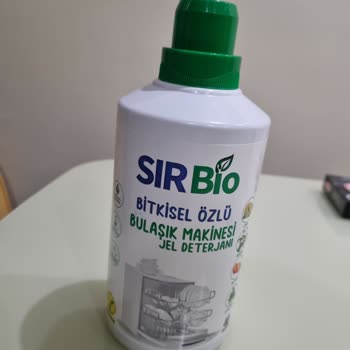 SIR BiO
BİTKİSEL ÖZLÜ
BULAŞIK MAKİNESİ
JEL DETERJANI